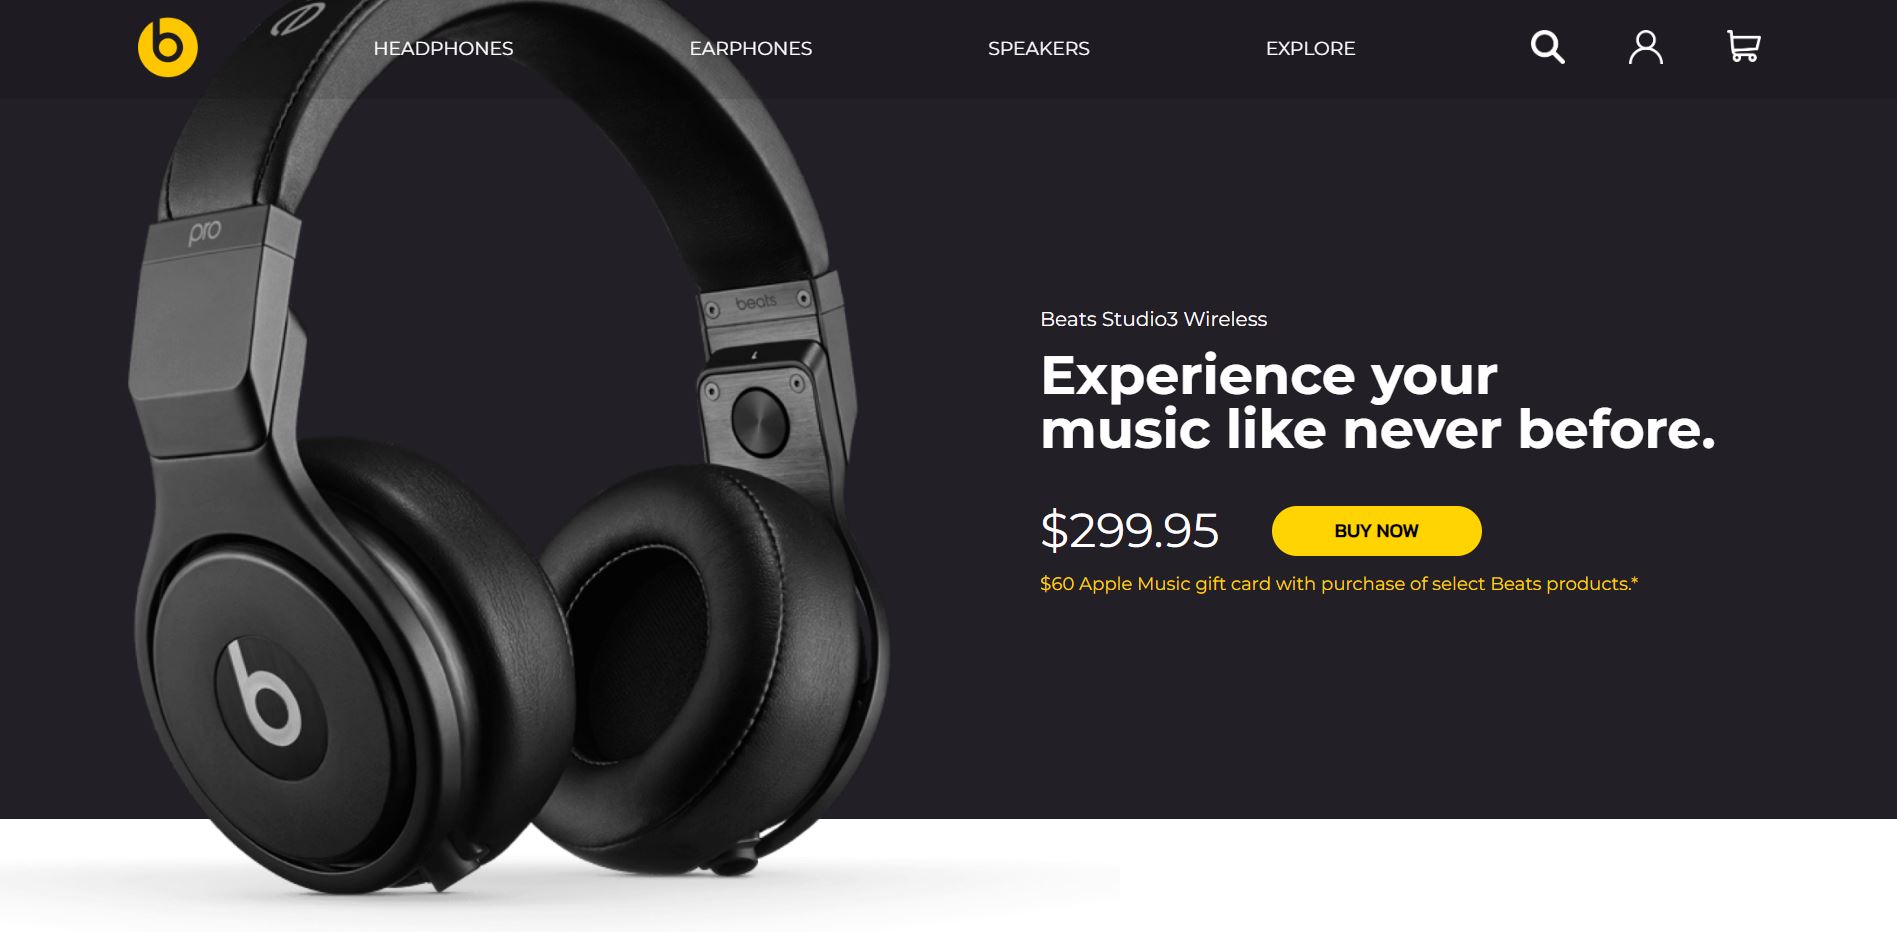 HEADPHONES EARPHONES SPEAKERS EXPLORE
pro
beats
Beats Studio3 Wireless
Experience your
music like never before.
$299.95 BUY NOW
$60 Apple Music gift card with purchase of select Beats products.*
b